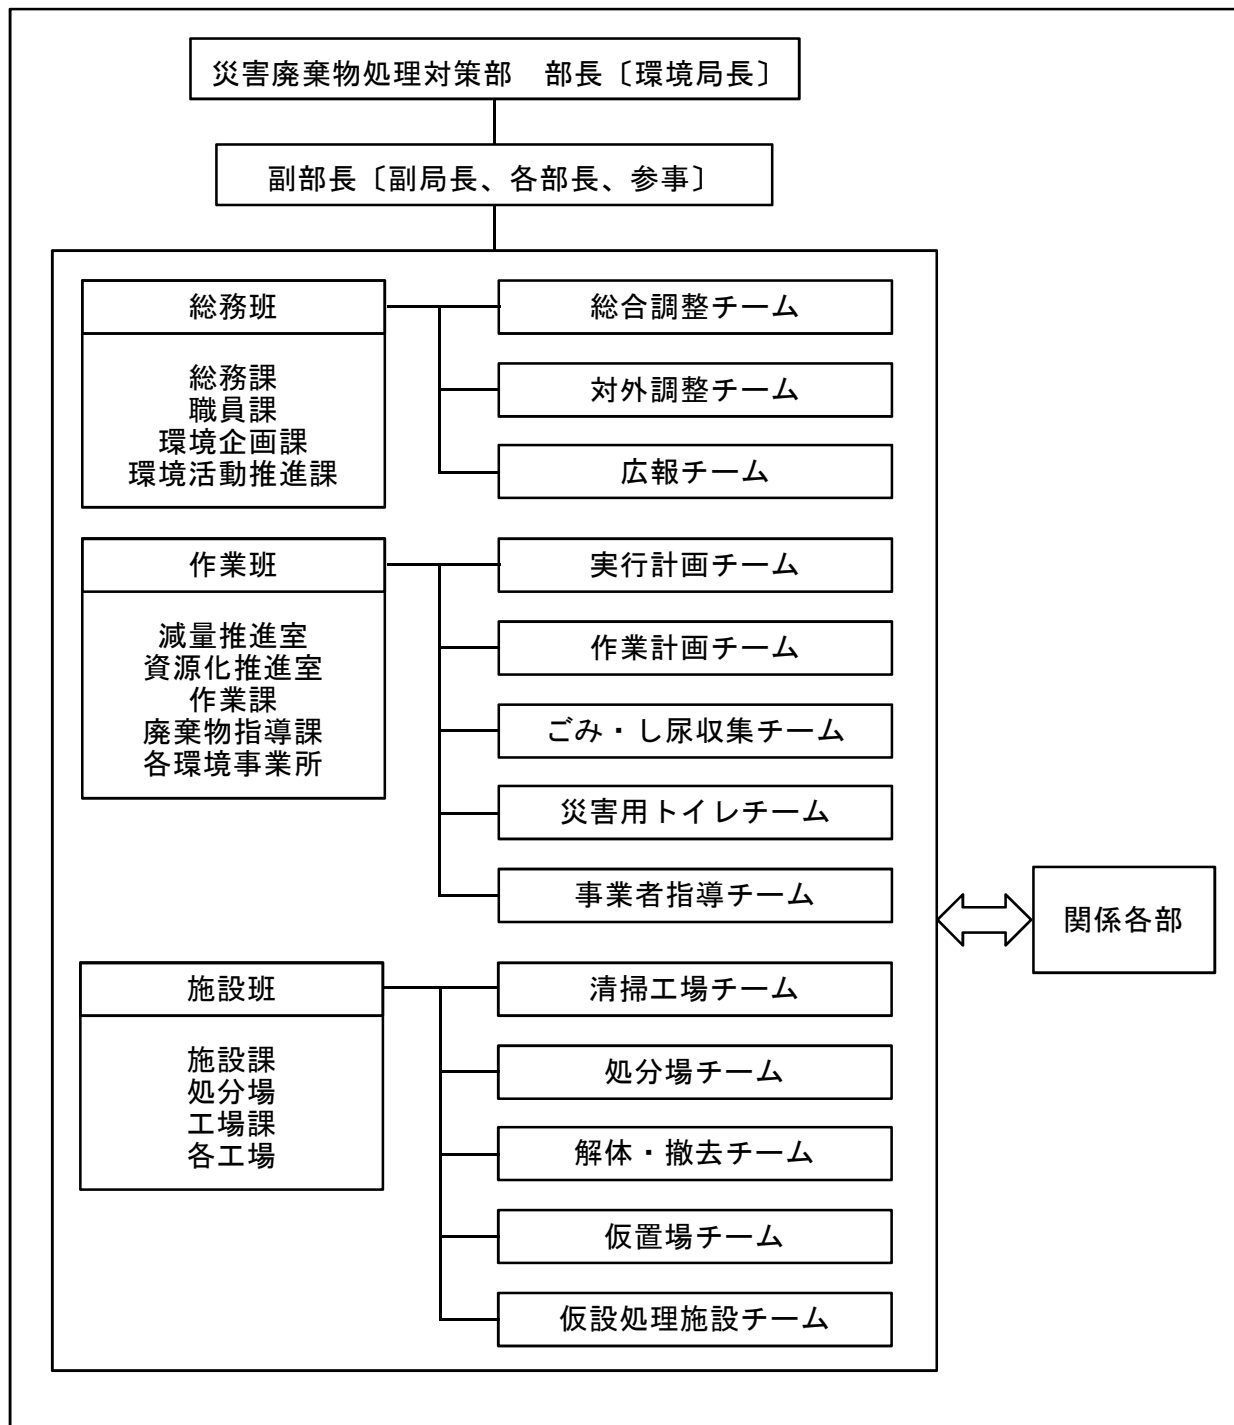 災害廃棄物処理対策部　部長〔環境局長〕
副部長〔副局長、各部長、参事〕
総務班
総務課
職員課
環境企画課
環境活動推進課
総合調整チーム
対外調整チーム
広報チーム
作業班
減量推進室
資源化推進室
作業課
廃棄物指導課
各環境事業所
実行計画チーム
作業計画チーム
ごみ・し尿収集チーム
災害用トイレチーム
事業者指導チーム
施設班
施設課
処分場
工場課
各工場
清掃工場チーム
処分場チーム
解体・撤去チーム
仮置場チーム
仮設処理施設チーム
関係各部